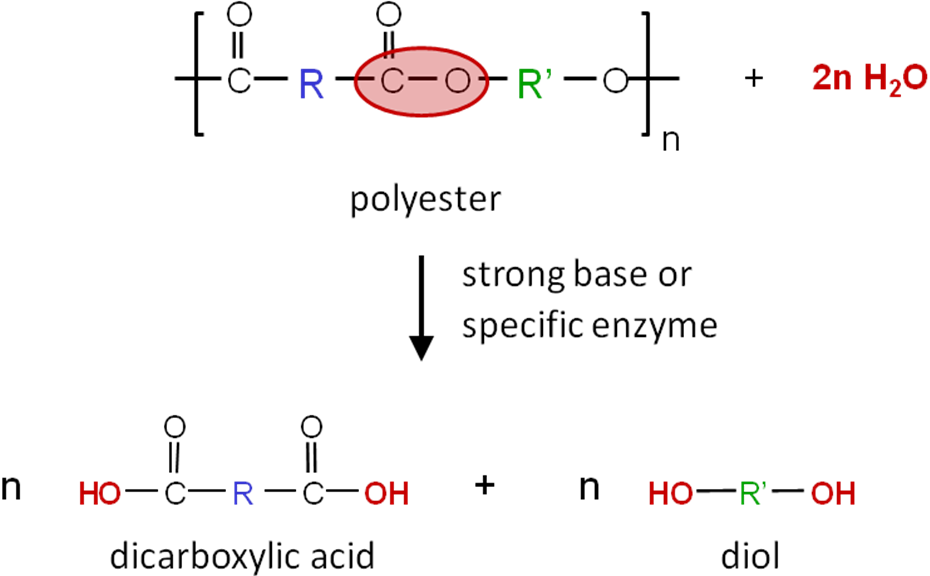 O O
C R C O R’ O n + 2n H₂O
polyester
strong base or
specific enzyme
O O
n HO C R C OH + n HO R’ OH
dicarboxylic acid diol